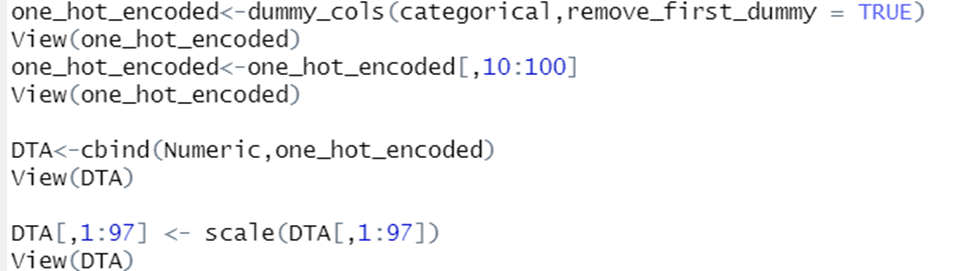 one_hot_encoded<-dummy_cols(categorical,remove_first_dummy = TRUE)
View(one_hot_encoded)
one_hot_encoded<-one_hot_encoded[,10:100]
View(one_hot_encoded)
DTA<-cbind(Numeric,one_hot_encoded)
View(DTA)
DTA[,1:97] <- scale(DTA[,1:97])
View(DTA)